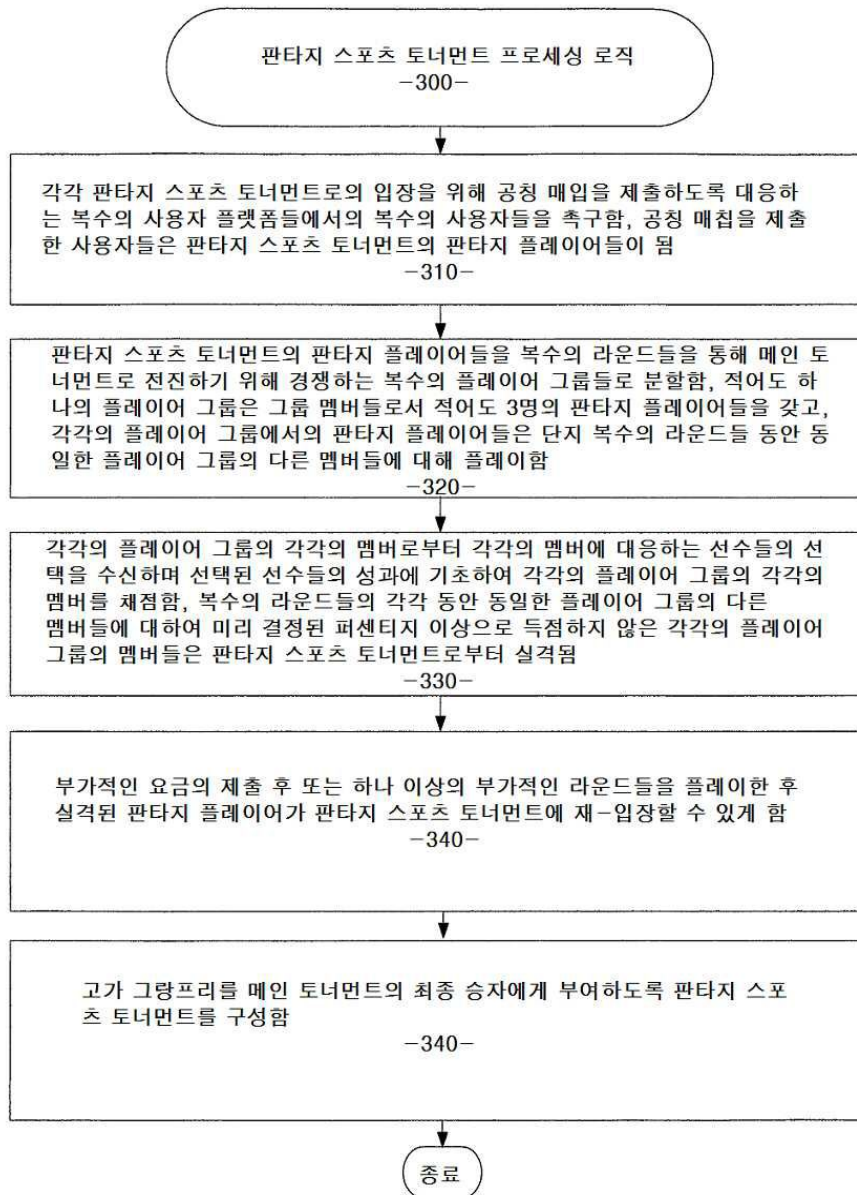 판타지 스포츠 토너먼트 프로세싱 로직
-300-
각각 판타지 스포츠 토너먼트로의 입장을 위해 공칭 매입을 제출하도록 대응하
는 복수의 사용자 플랫폼들에서의 복수의 사용자들을 촉구함, 공칭 매칩을 제출
한 사용자들은 판타지 스포츠 토너먼트의 판타지 플레이어들이 됨
-310-
판타지 스포츠 토너먼트의 판타지 플레이어들을 복수의 라운드들을 통해 메인 토
너먼트로 전진하기 위해 경쟁하는 복수의 플레이어 그룹들로 분할함, 적어도 하
나의 플레이어 그룹은 그룹 멤버들로서 적어도 3명의 판타지 플레이어들을 갖고,
각각의 플레이어 그룹에서의 판타지 플레이어들은 단지 복수의 라운드들 동안 동
일한 플레이어 그룹의 다른 멤버들에 대해 플레이함
-320-
각각의 플레이어 그룹의 각각의 멤버로부터 각각의 멤버에 대응하는 선수들의 선
택을 수신하며 선택된 선수들의 성과에 기초하여 각각의 플레이어 그룹의 각각의
멤버를 채점함, 복수의 라운드들의 각각 동안 동일한 플레이어 그룹의 다른
멤버들에 대하여 미리 결정된 퍼센티지 이상으로 득점하지 않은 각각의 플레이어
그룹의 멤버들은 판타지 스포츠 토너먼트로부터 실격됨
-330-
부가적인 요금의 제출 후 또는 하나 이상의 부가적인 라운드들을 플레이한 후
실격된 판타지 플레이어가 판타지 스포츠 토너먼트에 재-입장할 수 있게 함
-340-
고가 그랑프리를 메인 토너먼트의 최종 승자에게 부여하도록 판타지 스포
츠 토너먼트를 구성함
-340-
종료